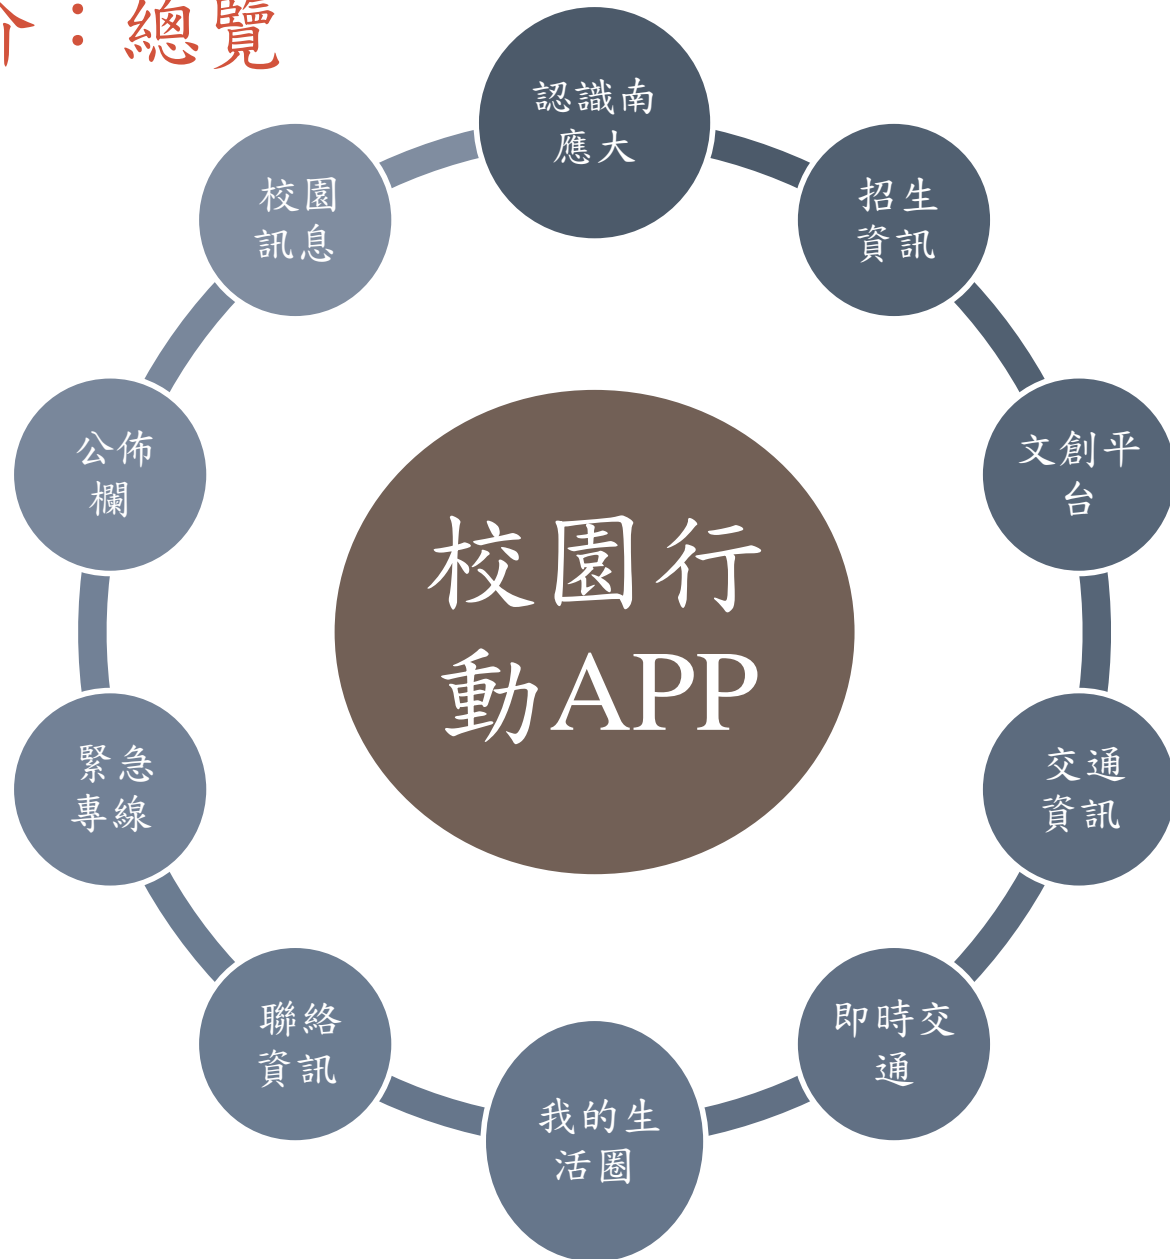 介：總覽
認識南
應大
招生
資訊
文創平
台
交通
資訊
即時交
通
我的生
活圈
聯絡
資訊
緊急
專線
公佈
欄
校園
訊息
校園行
動APP